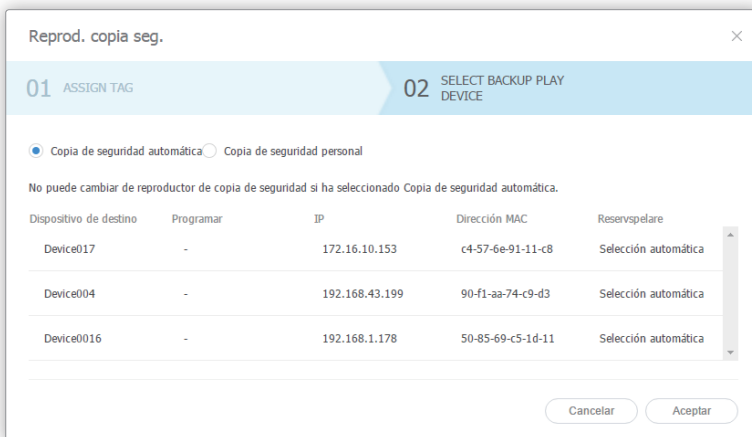 Reprod. copia seg.
01 ASSIGN TAG
02 SELECT BACKUP PLAY
DEVICE
Copia de seguridad automática Copia de seguridad personal
No puede cambiar de reproductor de copia de seguridad si ha seleccionado Copia de seguridad automática.
Dispositivo de destino Programar IP Dirección MAC Reservspelare
Device017 - 172.16.10.153 c4-57-6e-91-11-c8 Selección automática
Device004 - 192.168.43.199 90-f1-aa-74-c9-d3 Selección automática
Device0016 - 192.168.1.178 50-85-69-c5-1d-11 Selección automática
Cancelar Aceptar